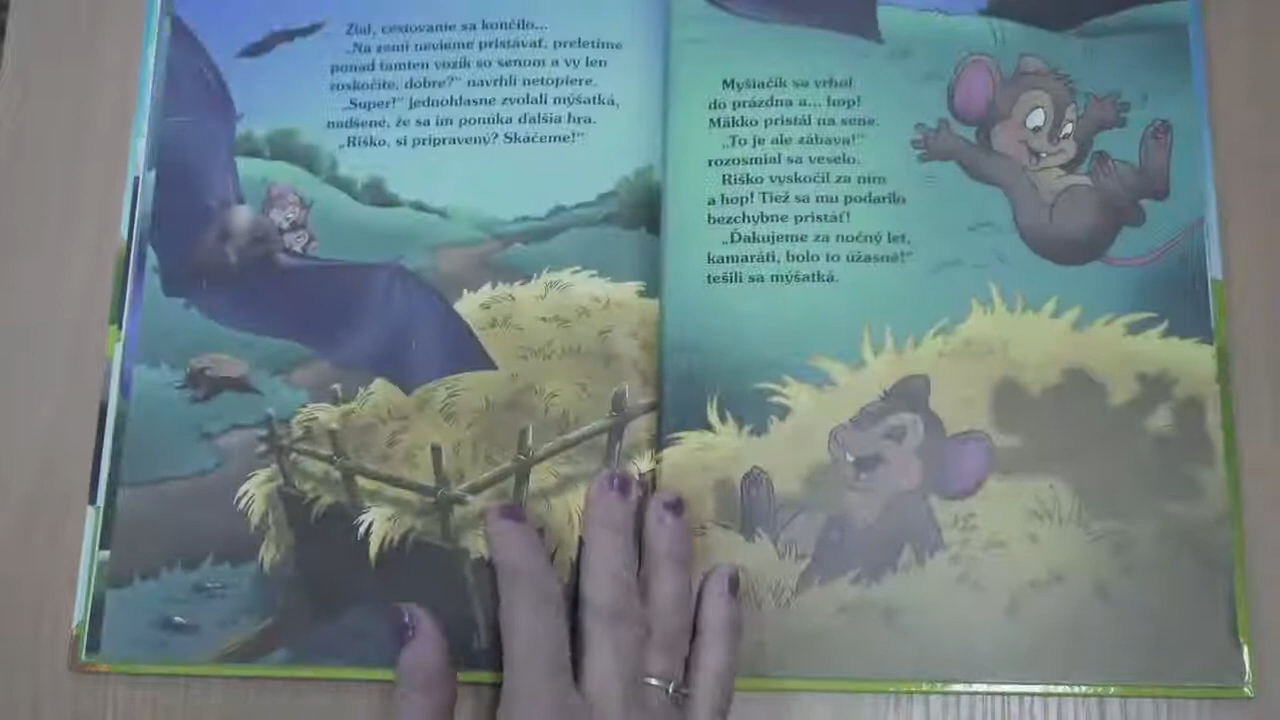 Žiaľ, cestovanie sa končilo...
„Na zemi nevieme pristávať, preletíme
ponad tamten vozík so senom a vy len
zoskočíte, dobre?“ navrhli netopiere.
„Super!“ jednohlasne zvolali myšatká,
nadšené, že sa im ponúka ďalšia hra.
„Riško, si pripravený? Skáčeme!“
Myšiačik sa vrhol
do prázdna a... hop!
Mäkko pristál na sene.
„To je ale zábava!“
rozosmial sa veselo.
Riško vyskočil za ním
a hop! Tiež sa mu podarilo
bezchybne pristáť!
„Ďakujeme za nočný let,
kamaráti, bolo to úžasné!“
tešili sa myšatká.